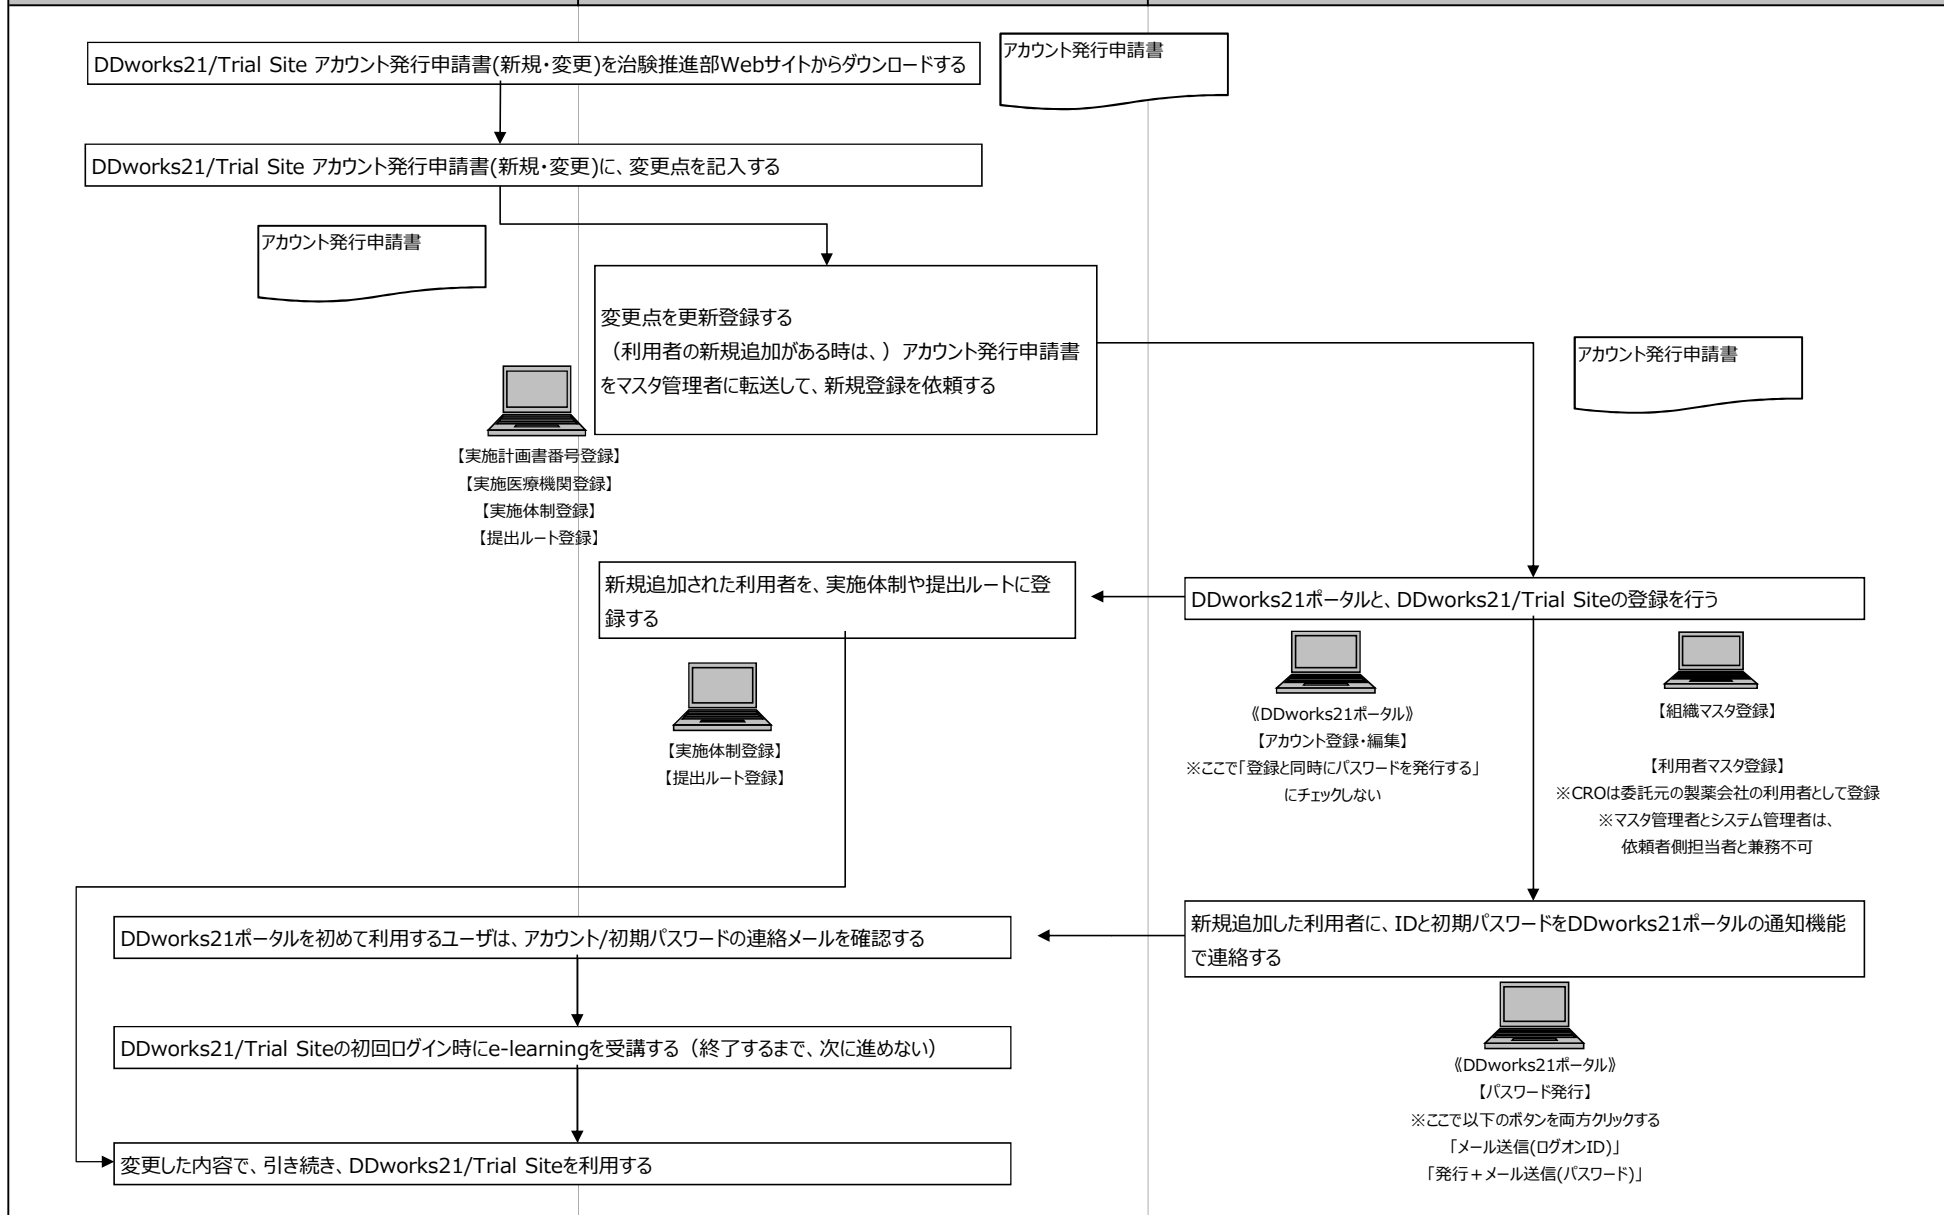 DDworks21/Trial Site アカウント発行申請書(新規・変更)を治験推進部Webサイトからダウンロードする
アカウント発行申請書
DDworks21/Trial Site アカウント発行申請書(新規・変更)に、変更点を記入する
アカウント発行申請書
変更点を更新登録する
（利用者の新規追加がある時は、）アカウント発行申請書
をマスタ管理者に転送して、新規登録を依頼する
アカウント発行申請書
【実施計画書番号登録】
【実施医療機関登録】
【実施体制登録】
【提出ルート登録】
新規追加された利用者を、実施体制や提出ルートに登
録する
DDworks21ポータルと、DDworks21/Trial Siteの登録を行う
【実施体制登録】
【提出ルート登録】
《DDworks21ポータル》
【アカウント登録・編集】
※ここで「登録と同時にパスワードを発行する」
にチェックしない
【組織マスタ登録】
【利用者マスタ登録】
※CROは委託元の製薬会社の利用者として登録
※マスタ管理者とシステム管理者は、
依頼者側担当者と兼務不可
DDworks21ポータルを初めて利用するユーザは、アカウント/初期パスワードの連絡メールを確認する
新規追加した利用者に、IDと初期パスワードをDDworks21ポータルの通知機能
で連絡する
DDworks21/Trial Siteの初回ログイン時にe-learningを受講する（終了するまで、次に進めない）
《DDworks21ポータル》
【パスワード発行】
※ここで以下のボタンを両方クリックする
「メール送信(ログオンID)」
「発行＋メール送信(パスワード)」
変更した内容で、引き続き、DDworks21/Trial Siteを利用する